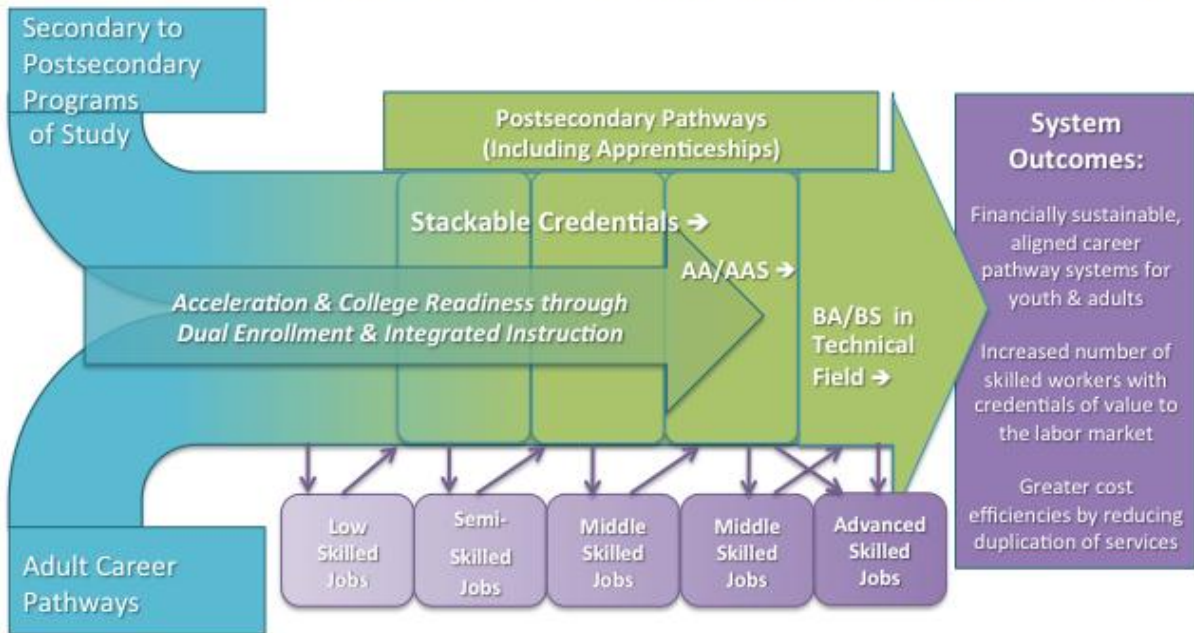 Secondary to
Postsecondary
Programs
of Study
Postsecondary Pathways
(Including Apprenticeships)
Stackable Credentials →
AA/AAS →
BA/BS in
Technical
Field →
Acceleration & College Readiness through
Dual Enrollment & Integrated Instruction
Adult Career
Pathways
Low
Skilled
Jobs
Semi-
Skilled
Jobs
Middle
Skilled
Jobs
Middle
Skilled
Jobs
Advanced
Skilled
Jobs
System
Outcomes:
Financially sustainable,
aligned career
pathway systems for
youth & adults
Increased number of
skilled workers with
credentials of value to
the labor market
Greater cost
efficiencies by reducing
duplication of services